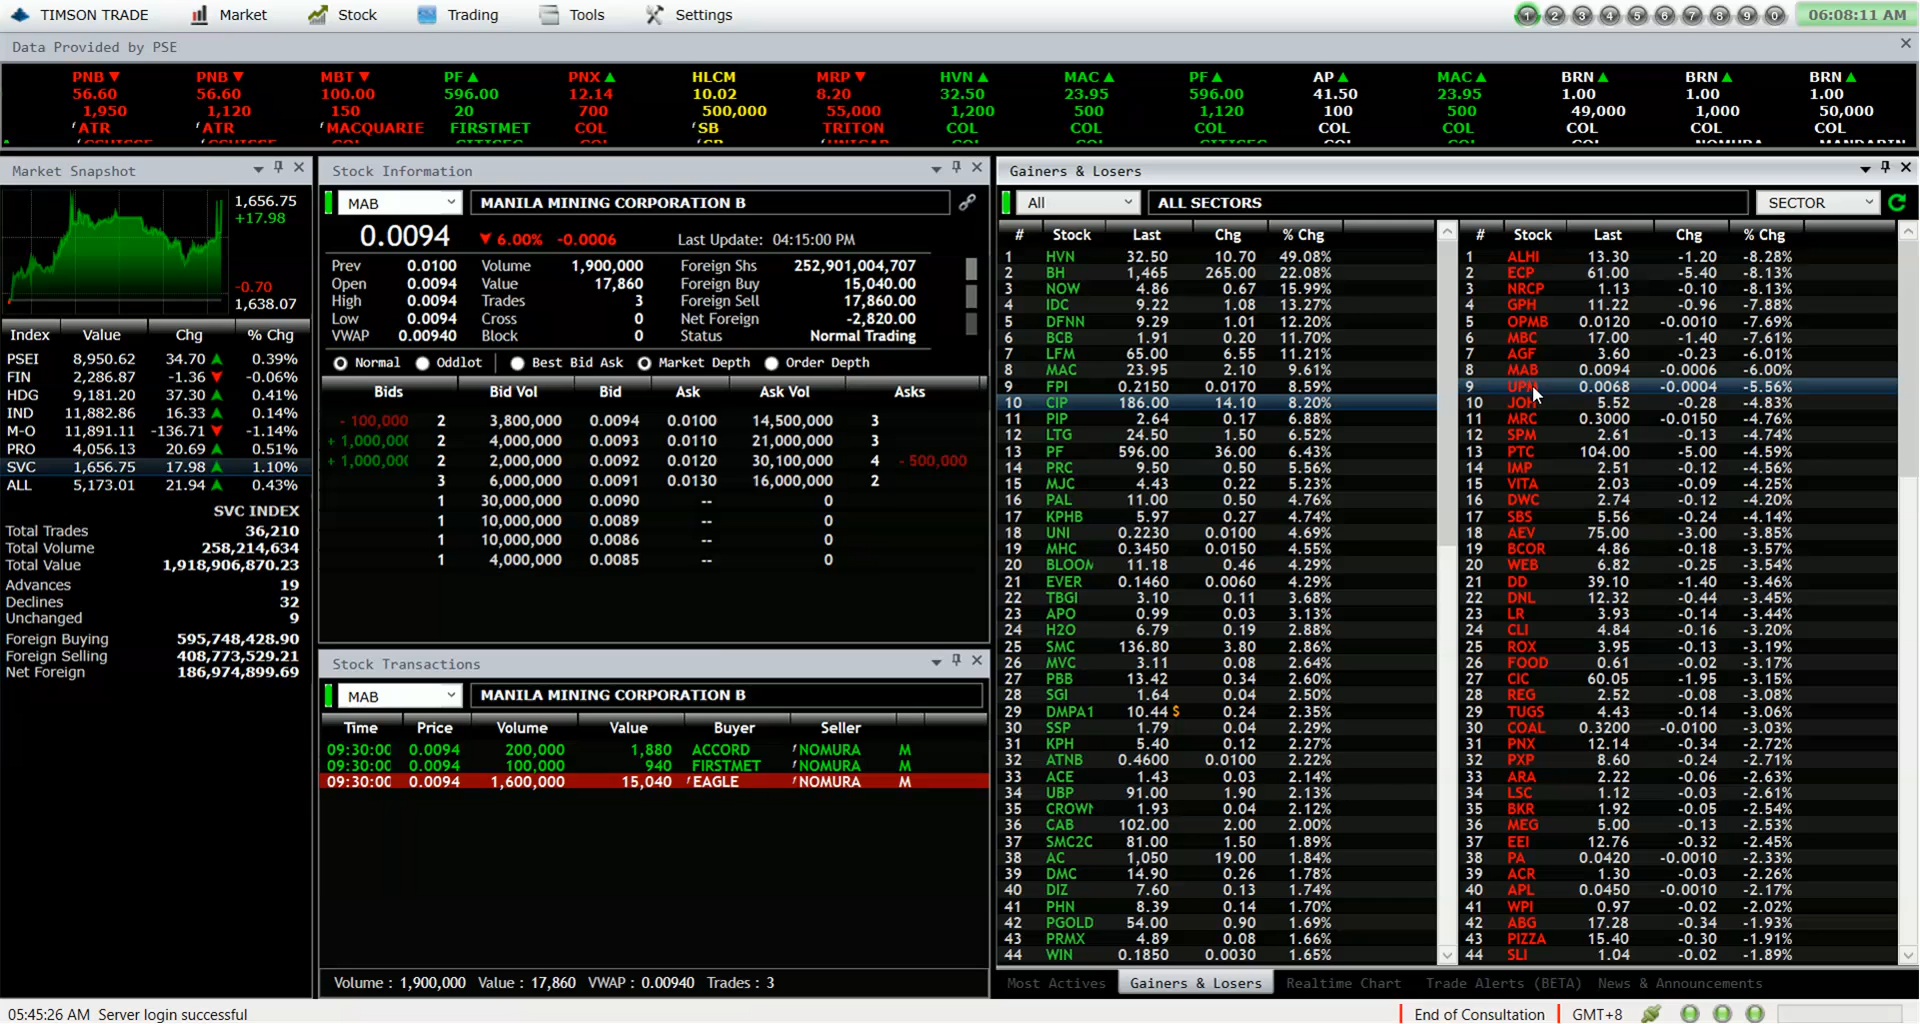 TIMSON TRADE Market Stock Trading Tools Settings 1 2 3 4 5 6 7 8 9 0 06:08:11 AM
Data Provided by PSE
PNB PNB MBT PF PNX HLCM MRP HVN MAC PF AP MAC BRN BRN BRN
56.60 56.60 100.00 596.00 12.14 10.02 8.20 32.50 23.95 596.00 41.50 23.95 1.00 1.00 1.00
1,950 1,120 150 20 700 500,000 55,000 1,200 500 1,120 100 500 49,000 1,000 50,000
'ATR 'ATR 'MACQUARIE FIRSTMET COL 'SB TRITON COL COL COL COL COL COL COL COL
Market Snapshot
1,656.75
+17.98
-0.70
1,638.07
Index Value Chg % Chg
PSEI 8,950.62 34.70 0.39%
FIN 2,286.87 -1.36 -0.06%
HDG 9,181.20 37.30 0.41%
IND 11,882.86 16.33 0.14%
M-O 11,891.11 -136.71 -1.14%
PRO 4,056.13 20.69 0.51%
SVC 1,656.75 17.98 1.10%
ALL 5,173.01 21.94 0.43%
SVC INDEX
Total Trades 36,210
Total Volume 258,214,634
Total Value 1,918,906,870.23
Advances 19
Declines 32
Unchanged 9
Foreign Buying 595,748,428.90
Foreign Selling 408,773,529.21
Net Foreign 186,974,899.69
Stock Information
MAB MANILA MINING CORPORATION B
0.0094 6.00% -0.0006 Last Update: 04:15:00 PM
Prev 0.0100 Volume 1,900,000 Foreign Shs 252,901,004,707
Open 0.0094 Value 17,860 Foreign Buy 15,040.00
High 0.0094 Trades 3 Foreign Sell 17,860.00
Low 0.0094 Cross 0 Net Foreign -2,820.00
VWAP 0.00940 Block 0 Status Normal Trading
Normal Oddlot Best Bid Ask Market Depth Order Depth
Bids Bid Vol Bid Ask Ask Vol Asks
- 100,000 2 3,800,000 0.0094 0.0100 14,500,000 3
+ 1,000,000 2 4,000,000 0.0093 0.0110 21,000,000 3
+ 1,000,000 2 2,000,000 0.0092 0.0120 30,100,000 4 - 500,000
3 6,000,000 0.0091 0.0130 16,000,000 2
1 30,000,000 0.0090 -- 0
1 10,000,000 0.0089 -- 0
1 10,000,000 0.0086 -- 0
1 4,000,000 0.0085 -- 0
Stock Transactions
MAB MANILA MINING CORPORATION B
Time Price Volume Value Buyer Seller
09:30:00 0.0094 200,000 1,880 ACCORD 'NOMURA M
09:30:00 0.0094 100,000 940 FIRSTMET 'NOMURA M
09:30:00 0.0094 1,600,000 15,040 'EAGLE 'NOMURA M
Volume : 1,900,000 Value : 17,860 VWAP : 0.00940 Trades : 3
Gainers & Losers
All ALL SECTORS SECTOR
# Stock Last Chg % Chg
1 HVN 32.50 10.70 49.08%
2 BH 1,465 265.00 22.08%
3 NOW 4.86 0.67 15.99%
4 IDC 9.22 1.08 13.27%
5 DFNN 9.29 1.01 12.20%
6 BCB 1.91 0.20 11.70%
7 LFM 65.00 6.55 11.21%
8 MAC 23.95 2.10 9.61%
9 FPI 0.2150 0.0170 8.59%
10 CIP 186.00 14.10 8.20%
11 PIP 2.64 0.17 6.88%
12 LTG 24.50 1.50 6.52%
13 PF 596.00 36.00 6.43%
14 PRC 9.50 0.50 5.56%
15 MJC 4.43 0.22 5.23%
16 PAL 11.00 0.50 4.76%
17 KPHB 5.97 0.27 4.74%
18 UNI 0.2230 0.0100 4.69%
19 MHC 0.3450 0.0150 4.55%
20 BLOOM 11.18 0.46 4.29%
21 EVER 0.1460 0.0060 4.29%
22 TBGI 3.10 0.11 3.68%
23 APO 0.99 0.03 3.13%
24 H2O 6.79 0.19 2.88%
25 SMC 136.80 3.80 2.86%
26 MVC 3.11 0.08 2.64%
27 PBB 13.42 0.34 2.60%
28 SGI 1.64 0.04 2.50%
29 DMPA1 10.44 $ 0.24 2.35%
30 SSP 1.79 0.04 2.29%
31 KPH 5.40 0.12 2.27%
32 ATNB 0.4600 0.0100 2.22%
33 ACE 1.43 0.03 2.14%
34 UBP 91.00 1.90 2.13%
35 CROWN 1.93 0.04 2.12%
36 CAB 102.00 2.00 2.00%
37 SMC2C 81.00 1.50 1.89%
38 AC 1,050 19.00 1.84%
39 DMC 14.90 0.26 1.78%
40 DIZ 7.60 0.13 1.74%
41 PHN 8.39 0.14 1.70%
42 PGOLD 54.00 0.90 1.69%
43 PRMX 4.89 0.08 1.66%
44 WIN 0.1850 0.0030 1.65%
# Stock Last Chg % Chg
1 ALHI 13.30 -1.20 -8.28%
2 ECP 61.00 -5.40 -8.13%
3 NRCP 1.13 -0.10 -8.13%
4 GPH 11.22 -0.96 -7.88%
5 OPMB 0.0120 -0.0010 -7.69%
6 MBC 17.00 -1.40 -7.61%
7 AGF 3.60 -0.23 -6.01%
8 MAB 0.0094 -0.0006 -6.00%
9 UPM 0.0068 -0.0004 -5.56%
10 JOH 5.52 -0.28 -4.83%
11 MRC 0.3000 -0.0150 -4.76%
12 SPM 2.61 -0.13 -4.74%
13 PTC 104.00 -5.00 -4.59%
14 IMP 2.51 -0.12 -4.56%
15 VITA 2.03 -0.09 -4.25%
16 DWC 2.74 -0.12 -4.20%
17 SBS 5.56 -0.24 -4.14%
18 AEV 75.00 -3.00 -3.85%
19 BCOR 4.86 -0.18 -3.57%
20 WEB 6.82 -0.25 -3.54%
21 DD 39.10 -1.40 -3.46%
22 DNL 12.32 -0.44 -3.45%
23 LR 3.93 -0.14 -3.44%
24 CLI 4.84 -0.16 -3.20%
25 ROX 3.95 -0.13 -3.19%
26 FOOD 0.61 -0.02 -3.17%
27 CIC 60.05 -1.95 -3.15%
28 REG 2.52 -0.08 -3.08%
29 TUGS 4.43 -0.14 -3.06%
30 COAL 0.3200 -0.0100 -3.03%
31 PNX 12.14 -0.34 -2.72%
32 PXP 8.60 -0.24 -2.71%
33 ARA 2.22 -0.06 -2.63%
34 LSC 1.12 -0.03 -2.61%
35 BKR 1.92 -0.05 -2.54%
36 MEG 5.00 -0.13 -2.53%
37 EEI 12.76 -0.32 -2.45%
38 PA 0.0420 -0.0010 -2.33%
39 ACR 1.30 -0.03 -2.26%
40 APL 0.0450 -0.0010 -2.17%
41 WPI 0.97 -0.02 -2.02%
42 ABG 17.28 -0.34 -1.93%
43 PIZZA 15.40 -0.30 -1.91%
44 SLI 1.04 -0.02 -1.89%
Most Actives Gainers & Losers Realtime Chart Trade Alerts (BETA) News & Announcements
05:45:26 AM Server login successful End of Consultation GMT+8